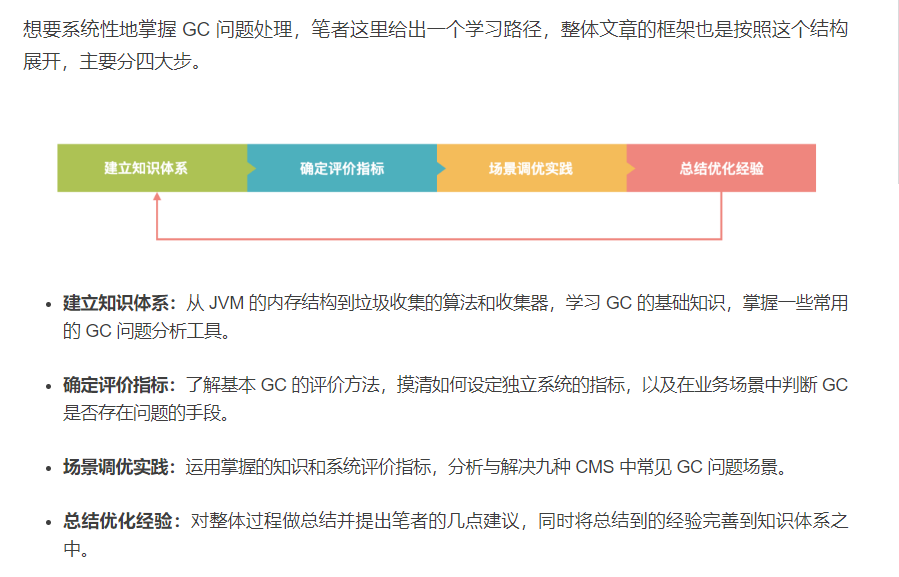 想要系统性地掌握 GC 问题处理，笔者这里给出一个学习路径，整体文章的框架也是按照这个结构
展开，主要分四大步。
建立知识体系
确定评价指标
场景调优实践
总结优化经验
• 建立知识体系：从 JVM 的内存结构到垃圾收集的算法和收集器，学习 GC 的基础知识，掌握一些常用
的 GC 问题分析工具。
• 确定评价指标：了解基本 GC 的评价方法，摸清如何设定独立系统的指标，以及在业务场景中判断 GC
是否存在问题的手段。
• 场景调优实践：运用掌握的知识和系统评价指标，分析与解决九种 CMS 中常见 GC 问题场景。
• 总结优化经验：对整体过程做总结并提出笔者的几点建议，同时将总结到的经验完善到知识体系之
中。